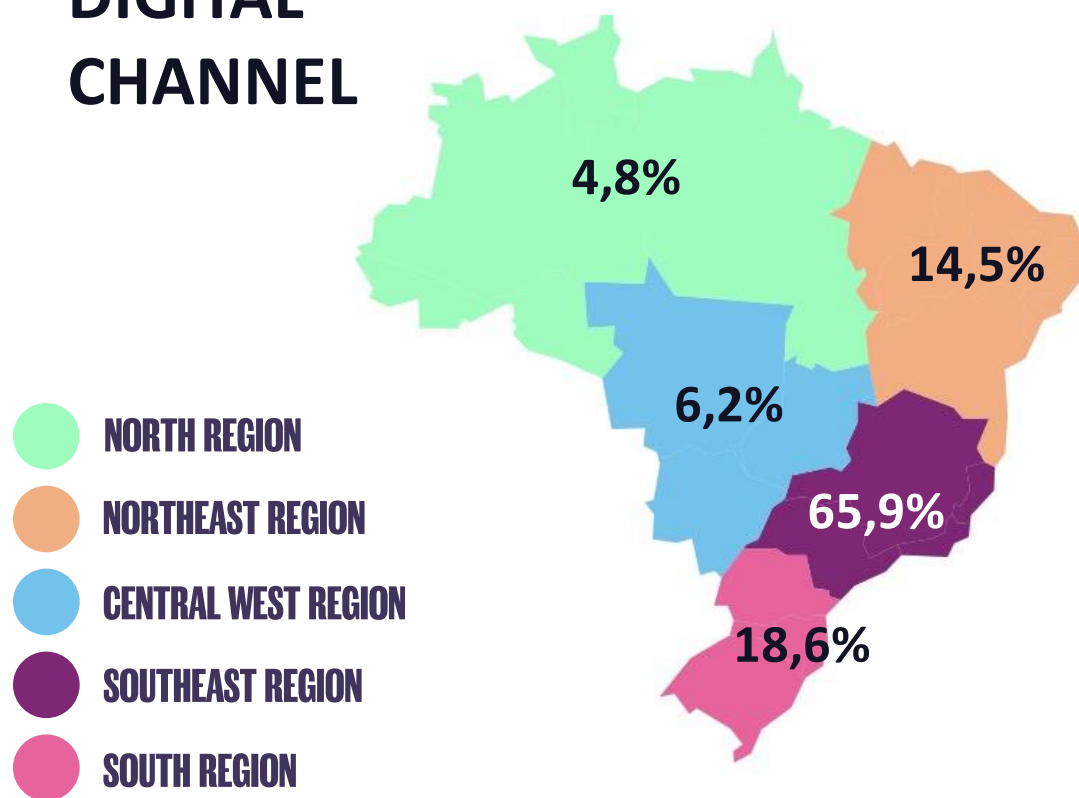 DIGITAL
CHANNEL
4,8%
14,5%
6,2%
65,9%
18,6%
NORTH REGION
NORTHEAST REGION
CENTRAL WEST REGION
SOUTHEAST REGION
SOUTH REGION